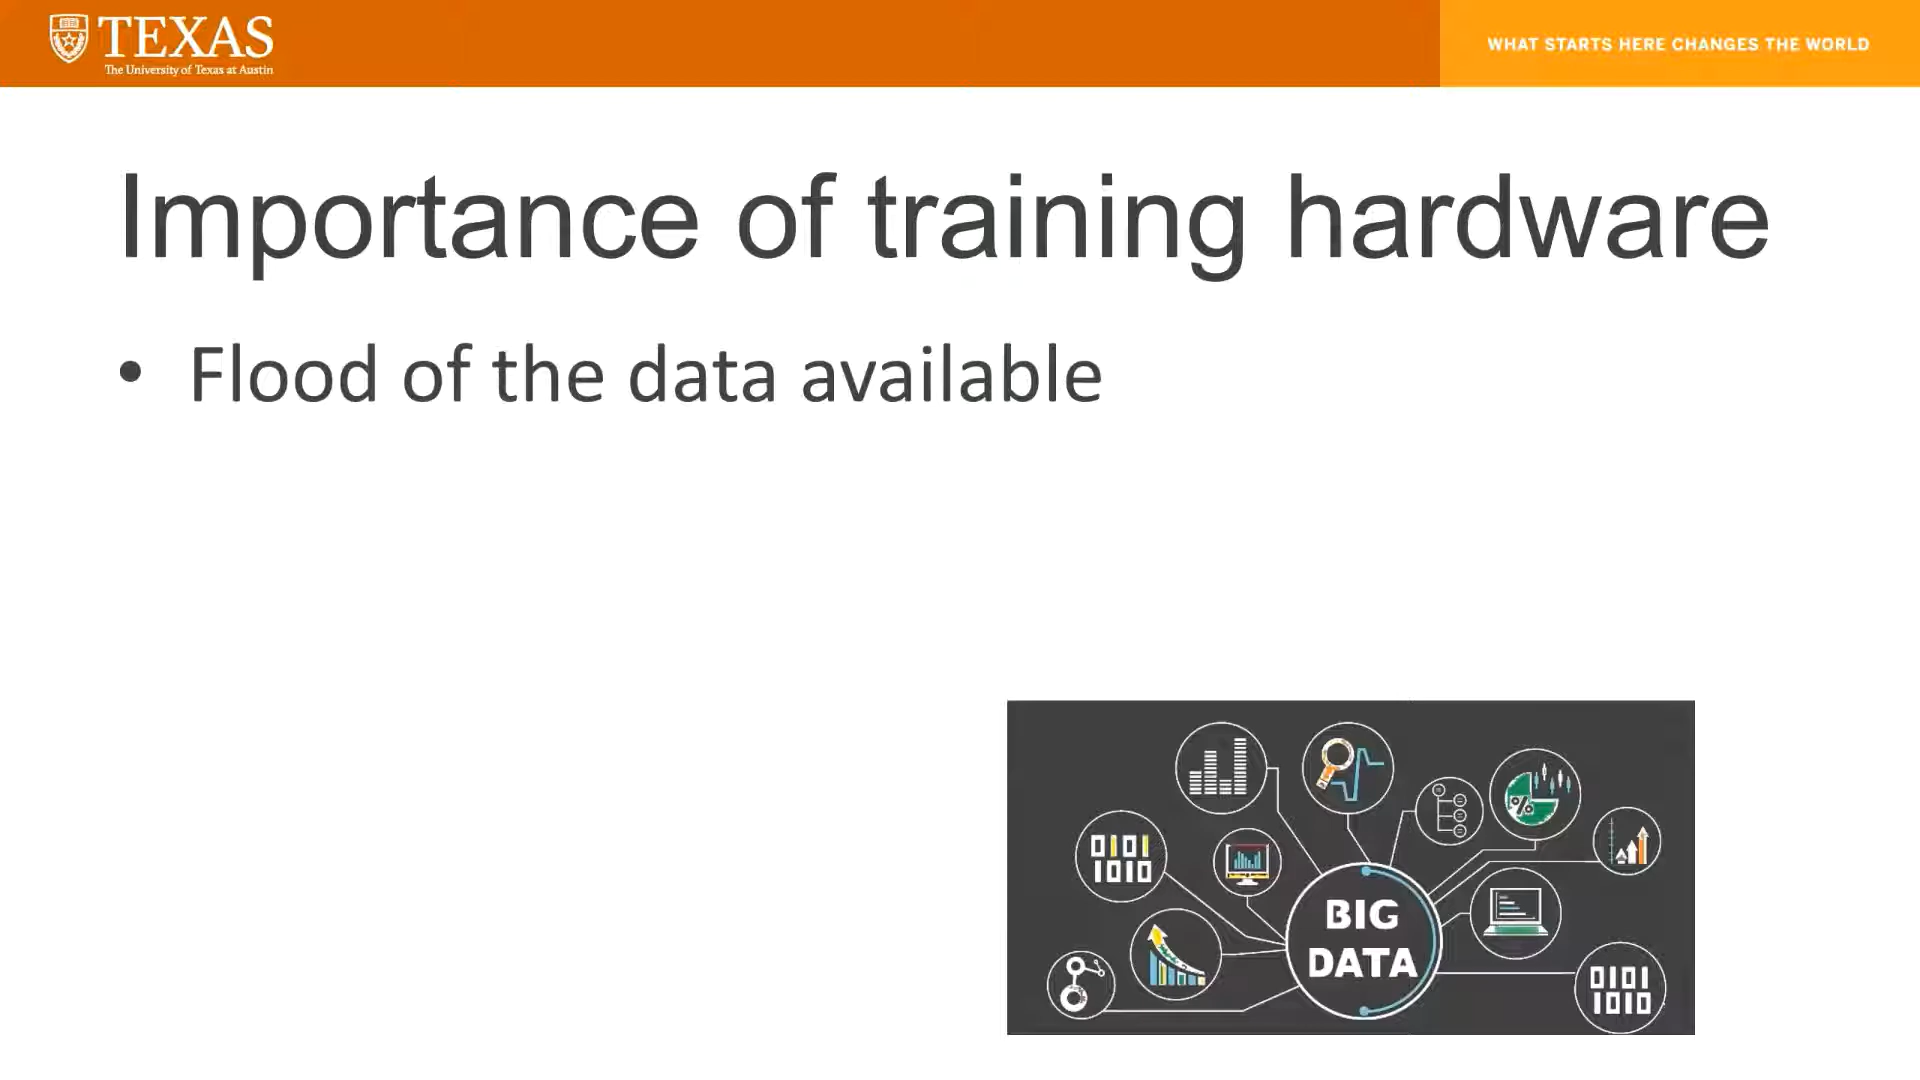 TEXAS
The University of Texas at Austin
WHAT STARTS HERE CHANGES THE WORLD
Importance of training hardware
• Flood of the data available
0101
1010
BIG
DATA
%
0101
1010